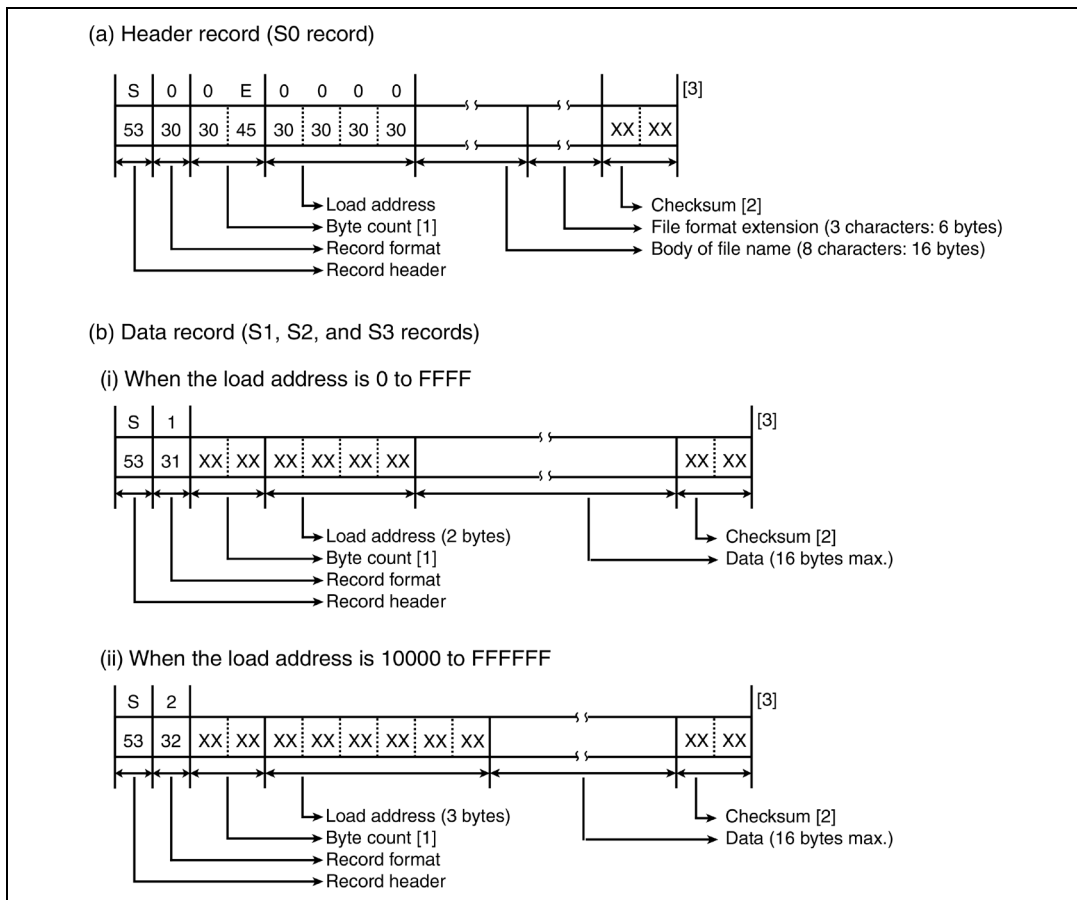 (a) Header record (S0 record)
S 0 0 E 0 0 0 0 [3]
53 30 30 45 30 30 30 30 XX XX
Load address
Byte count [1]
Record format
Record header
Checksum [2]
File format extension (3 characters: 6 bytes)
Body of file name (8 characters: 16 bytes)
(b) Data record (S1, S2, and S3 records)
(i) When the load address is 0 to FFFF
S 1 [3]
53 31 XX XX XX XX XX XX XX XX
Load address (2 bytes)
Byte count [1]
Record format
Record header
Checksum [2]
Data (16 bytes max.)
(ii) When the load address is 10000 to FFFFFF
S 2 [3]
53 32 XX XX XX XX XX XX XX XX XX XX
Load address (3 bytes)
Byte count [1]
Record format
Record header
Checksum [2]
Data (16 bytes max.)